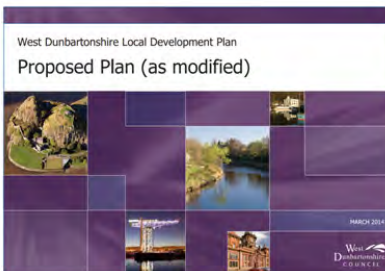 West Dunbartonshire Local Development Plan
Proposed Plan (as modified)
MARCH 2014
West
Dunbartonshire
COUNCIL